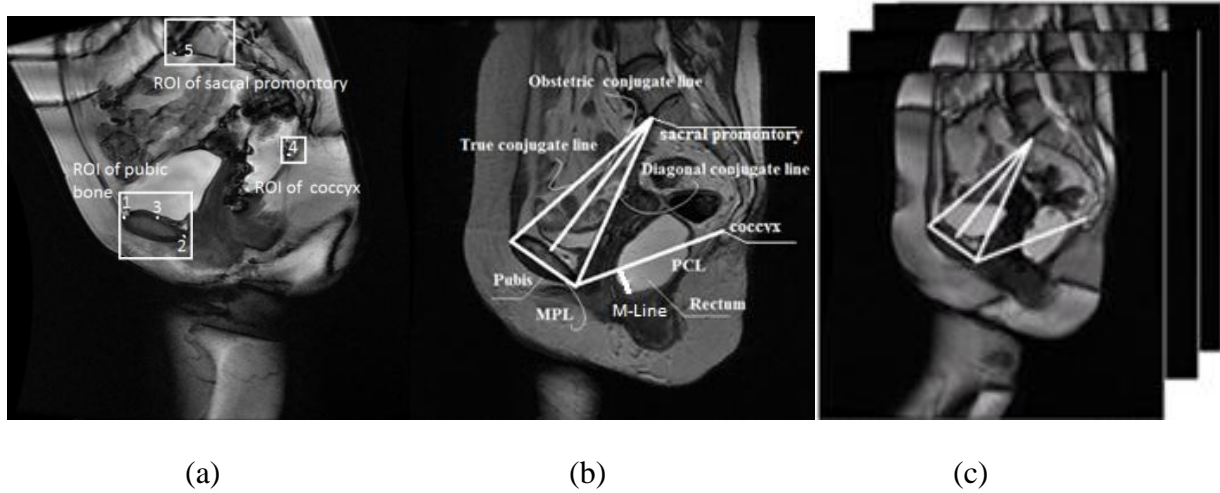 5
ROI of sacral promontory
4
ROI of pubic
bone
ROI of coccyx
1
3
2
Obstetric conjugate line
sacral promontory
True conjugate line
Diagonal conjugate line
coccyx
PCL
Pubis
Rectum
M-Line
MPL
(a)
(b)
(c)